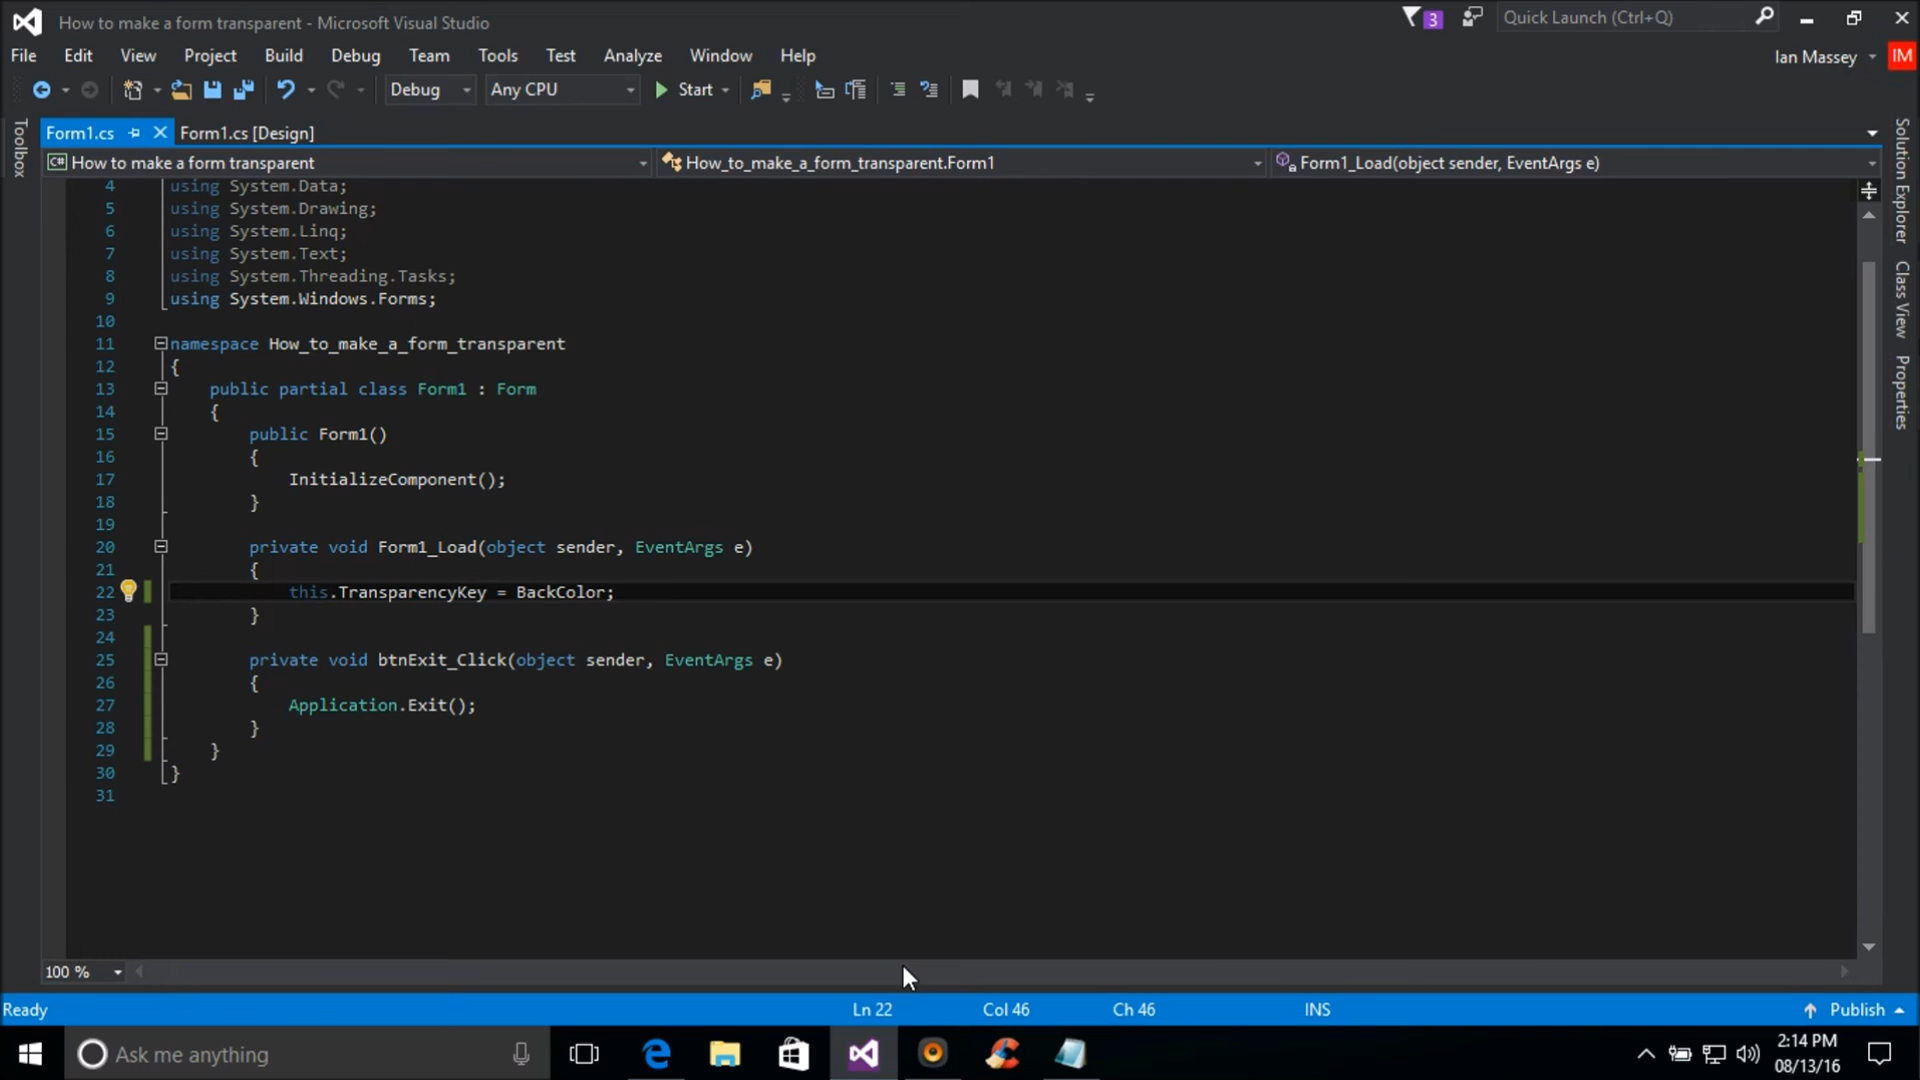 How to make a form transparent - Microsoft Visual Studio
3
Quick Launch (Ctrl+Q)
File Edit View Project Build Debug Team Tools Test Analyze Window Help
Ian Massey
IM
Debug
Any CPU
Start
Toolbox
Form1.cs
Form1.cs [Design]
C# How to make a form transparent
How_to_make_a_form_transparent.Form1
Form1_Load(object sender, EventArgs e)
4 using System.Data;
5 using System.Drawing;
6 using System.Linq;
7 using System.Text;
8 using System.Threading.Tasks;
9 using System.Windows.Forms;
10
11 namespace How_to_make_a_form_transparent
12 {
13 public partial class Form1 : Form
14 {
15 public Form1()
16 {
17 InitializeComponent();
18 }
19
20 private void Form1_Load(object sender, EventArgs e)
21 {
22 this.TransparencyKey = BackColor;
23 }
24
25 private void btnExit_Click(object sender, EventArgs e)
26 {
27 Application.Exit();
28 }
29 }
30 }
31
Solution Explorer
Class View
Properties
100 %
Ready
Ln 22
Col 46
Ch 46
INS
Publish
Ask me anything
2:14 PM
08/13/16